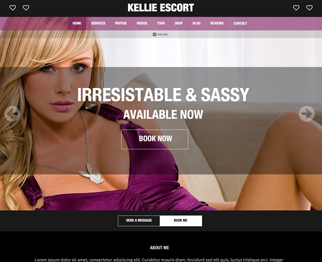 KELLIE ESCORT
HOME SERVICES PHOTOS VIDEOS TOUR SHOP BLOG REVIEWS CONTACT
IRRESISTABLE & SASSY
AVAILABLE NOW
BOOK NOW
SEND A MESSAGE BOOK ME
ABOUT ME
Lorem ipsum dolor sit amet, consectetur adipiscing elit. Curabitur mauris diam, tincidunt sed elit quis, luctus tristique orci. Integer